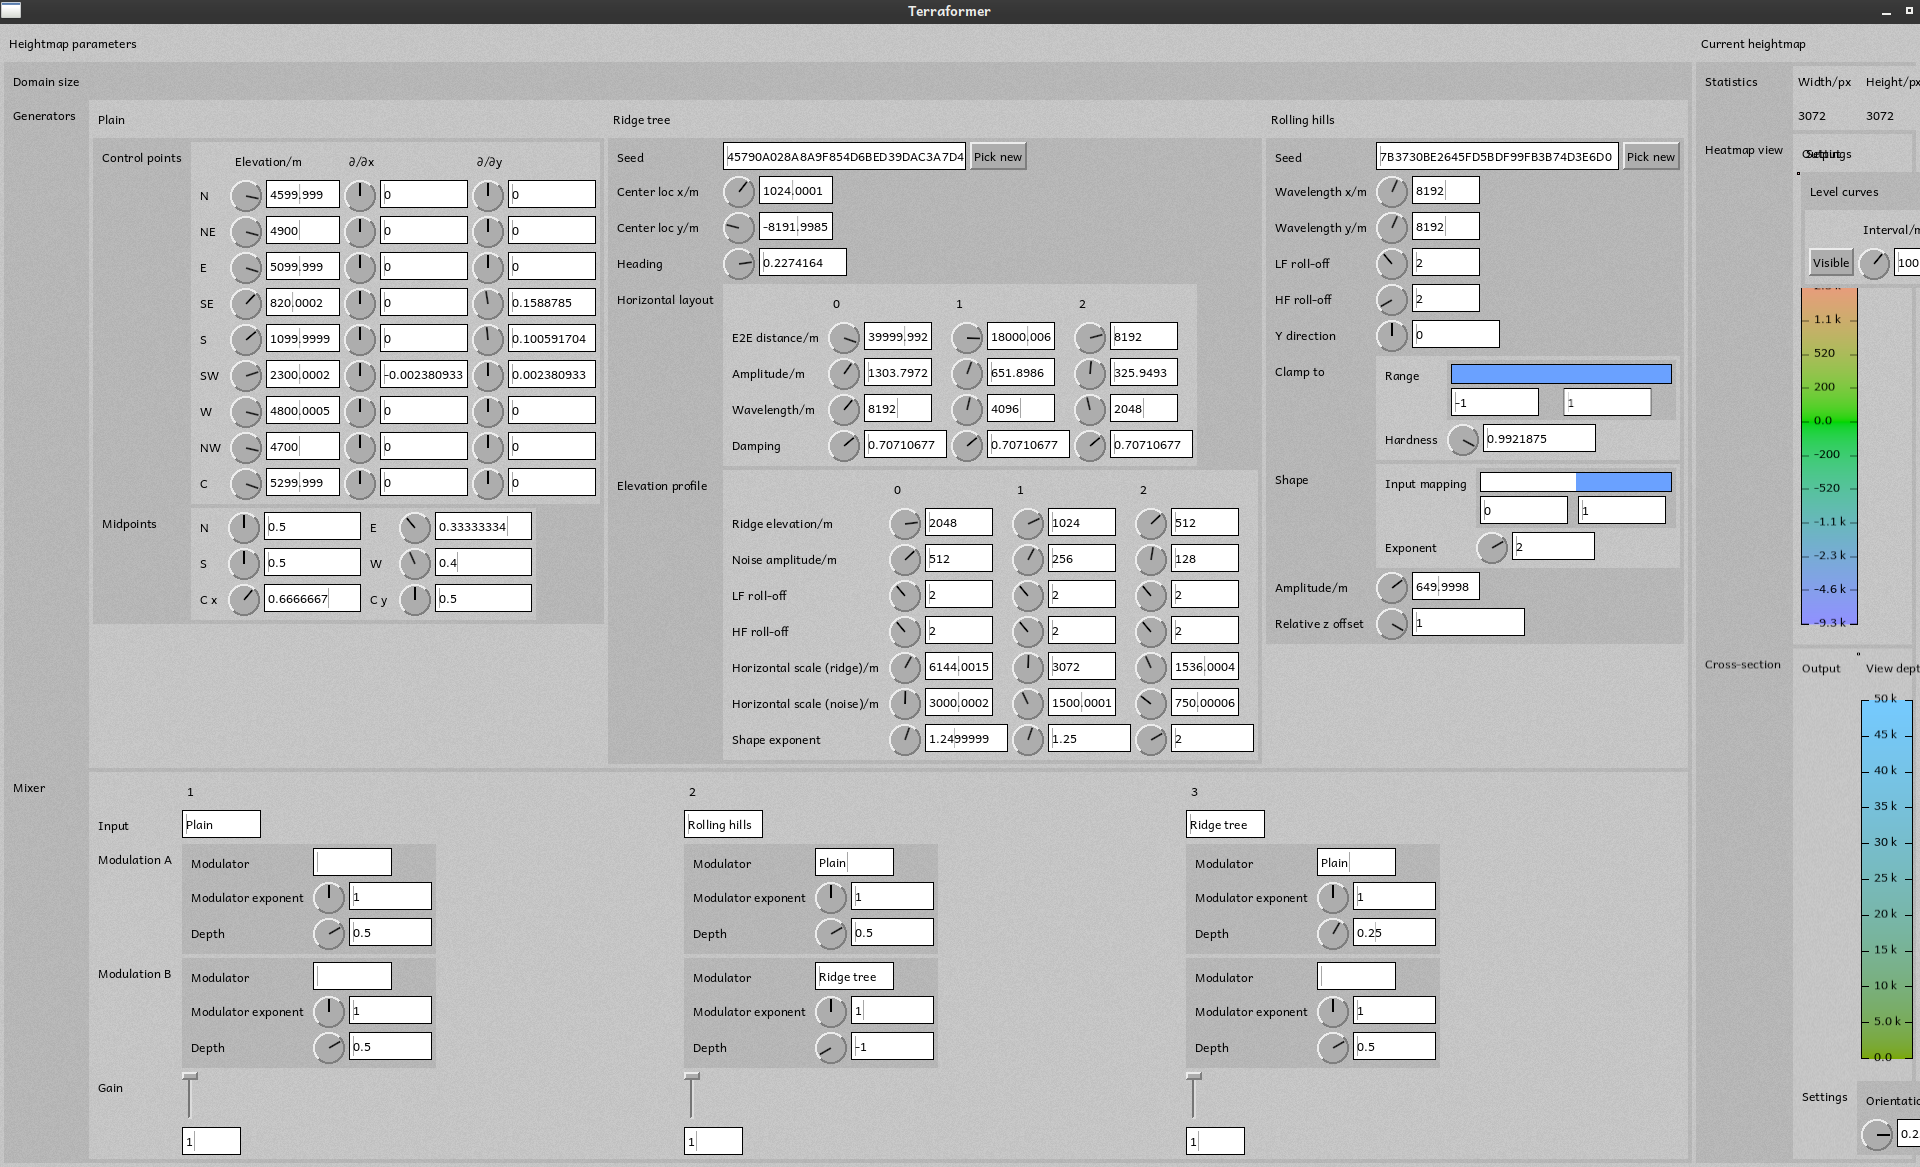 Terraformer
Heightmap parameters
Current heightmap
Domain size
Generators
Plain
Control points
Elevation/m ∂/∂x ∂/∂y
N 4599.999 0 0
NE 4900 0 0
E 5099.999 0 0
SE 820.0002 0 0.1588785
S 1099.9999 0 0.100591704
SW 2300.0002 -0.002380933 0.002380933
W 4800.0005 0 0
NW 4700 0 0
C 5299.999 0 0
Midpoints
N 0.5 E 0.33333334
S 0.5 W 0.4
C x 0.6666667 C y 0.5
Ridge tree
Seed 45790A028A8A9F854D6BED39DAC3A7D4 Pick new
Center loc x/m 1024.0001
Center loc y/m -8191.9985
Heading 0.2274164
Horizontal layout
0 1 2
E2E distance/m 39999.992 18000.006 8192
Amplitude/m 1303.7972 651.8986 325.9493
Wavelength/m 8192 4096 2048
Damping 0.70710677 0.70710677 0.70710677
Elevation profile
0 1 2
Ridge elevation/m 2048 1024 512
Noise amplitude/m 512 256 128
LF roll-off 2 2 2
HF roll-off 2 2 2
Horizontal scale (ridge)/m 6144.0015 3072 1536.0004
Horizontal scale (noise)/m 3000.0002 1500.0001 750.00006
Shape exponent 1.2499999 1.25 2
Rolling hills
Seed 7B3730BE2645FD5BDF99FB3B74D3E6D0 Pick new
Wavelength x/m 8192
Wavelength y/m 8192
LF roll-off 2
HF roll-off 2
Y direction 0
Clamp to
Range
-1 1
Hardness 0.9921875
Shape
Input mapping
0 1
Exponent 2
Amplitude/m 649.9998
Relative z offset 1
Mixer
1 2 3
Input Plain Rolling hills Ridge tree
Modulation A
Modulator Modulator Plain Modulator Plain
Modulator exponent 1 Modulator exponent 1 Modulator exponent 1
Depth 0.5 Depth 0.5 Depth 0.25
Modulation B
Modulator Modulator Ridge tree Modulator
Modulator exponent 1 Modulator exponent 1 Modulator exponent 1
Depth 0.5 Depth -1 Depth 0.5
Gain
1 1 1
Statistics
Width/px Height/px
3072 3072
Heatmap view
Output
Settings
Level curves
Interval/m
Visible 100
1.1 k
520
200
0.0
-200
-520
-1.1 k
-2.3 k
-4.6 k
-9.3 k
Cross-section
Output View dept
50 k
45 k
40 k
35 k
30 k
25 k
20 k
15 k
10 k
5.0 k
0.0
Settings
Orientatio
0.2